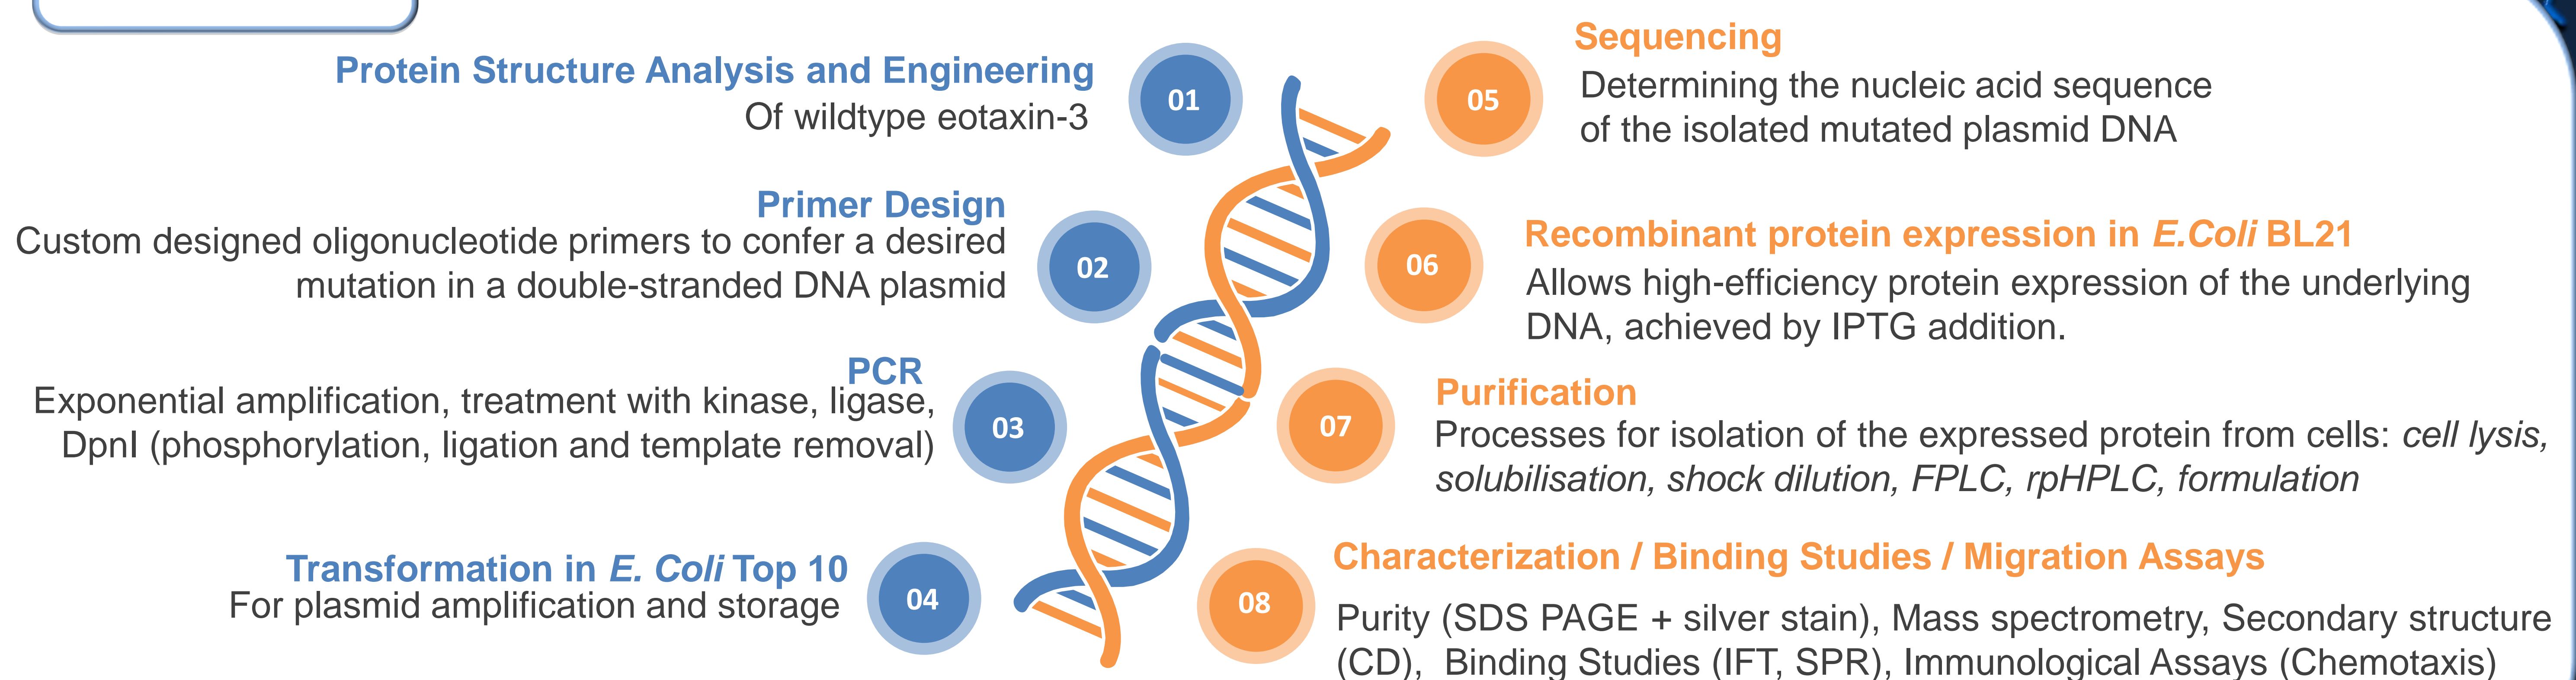 Protein Structure Analysis and Engineering
Of wildtype eotaxin-3
01
Primer Design
Custom designed oligonucleotide primers to confer a desired
mutation in a double-stranded DNA plasmid
02
PCR
Exponential amplification, treatment with kinase, ligase,
DpnI (phosphorylation, ligation and template removal)
03
Transformation in E. Coli Top 10
For plasmid amplification and storage
04
05
Sequencing
Determining the nucleic acid sequence
of the isolated mutated plasmid DNA
06
Recombinant protein expression in E.Coli BL21
Allows high-efficiency protein expression of the underlying
DNA, achieved by IPTG addition.
07
Purification
Processes for isolation of the expressed protein from cells: cell lysis,
solubilisation, shock dilution, FPLC, rpHPLC, formulation
08
Characterization / Binding Studies / Migration Assays
Purity (SDS PAGE + silver stain), Mass spectrometry, Secondary structure
(CD), Binding Studies (IFT, SPR), Immunological Assays (Chemotaxis)